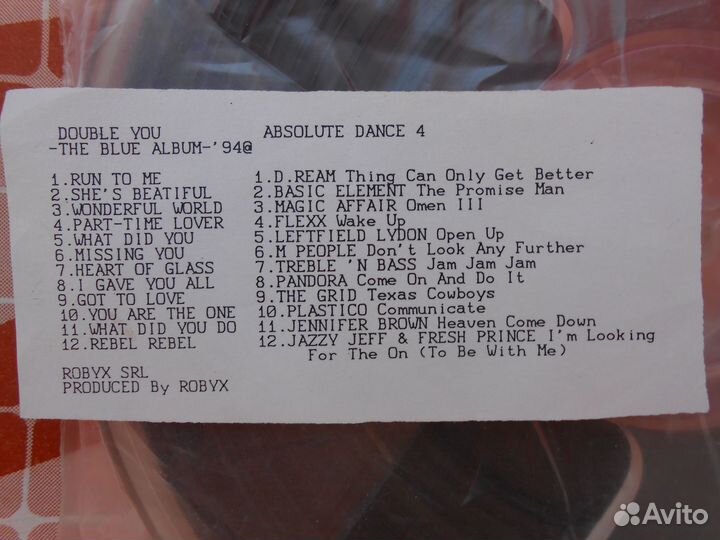 DOUBLE YOU
-THE BLUE ALBUM-'94@
1.RUN TO ME
2.SHE'S BEATIFUL
3.WONDERFUL WORLD
4.PART-TIME LOVER
5.WHAT DID YOU
6.MISSING YOU
7.HEART OF GLASS
8.I GAVE YOU ALL
9.GOT TO LOVE
10.YOU ARE THE ONE
11.WHAT DID YOU DO
12.REBEL REBEL
ROBYX SRL
PRODUCED By ROBYX
ABSOLUTE DANCE 4
1.D.REAM Thing Can Only Get Better
2.BASIC ELEMENT The Promise Man
3.MAGIC AFFAIR Omen III
4.FLEXX Wake Up
5.LEFTFIELD LYDON Open Up
6.M PEOPLE Don't Look Any Further
7.TREBLE 'N BASS Jam Jam Jam
8.PANDORA Come On And Do It
9.THE GRID Texas Cowboys
10.PLASTICO Communicate
11.JENNIFER BROWN Heaven Come Down
12.JAZZY JEFF & FRESH PRINCE I'm Looking
For The On (To Be With Me)
Avito